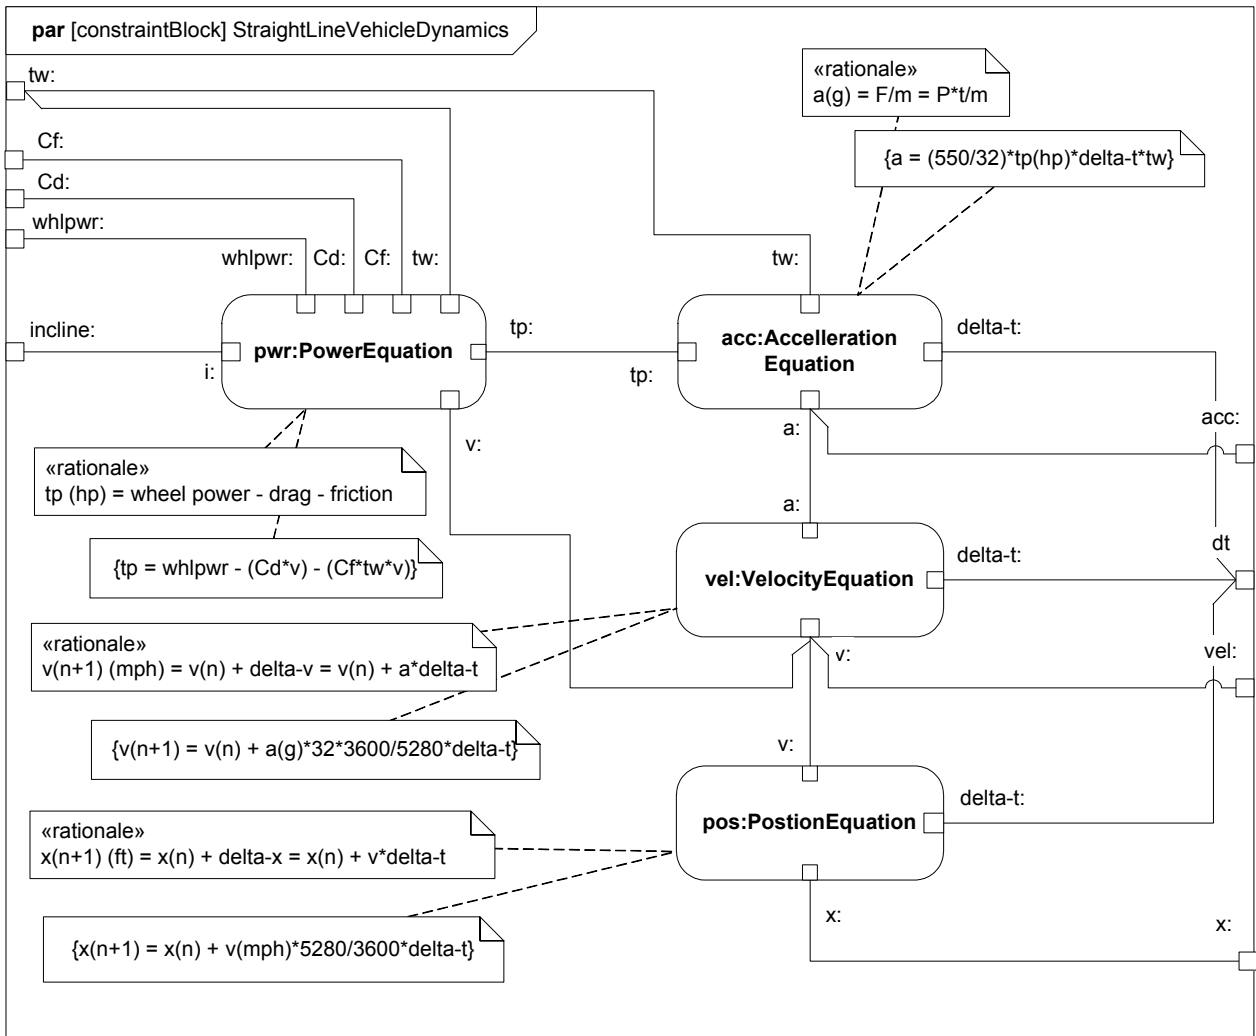 par [constraintBlock] StraightLineVehicleDynamics
tw:
«rationale»
a(g) = F/m = P*t/m
Cf:
{a = (550/32)*tp(hp)*delta-t*tw}
Cd:
whlpwr:
whlpwr:
Cd:
Cf:
tw:
tw:
incline:
i:
pwr:PowerEquation
tp:
tp:
acc:Accelleration
Equation
delta-t:
v:
a:
acc:
«rationale»
tp (hp) = wheel power - drag - friction
a:
{tp = whlpwr - (Cd*v) - (Cf*tw*v)}
vel:VelocityEquation
delta-t:
dt
«rationale»
v(n+1) (mph) = v(n) + delta-v = v(n) + a*delta-t
v:
vel:
{v(n+1) = v(n) + a(g)*32*3600/5280*delta-t}
v:
«rationale»
x(n+1) (ft) = x(n) + delta-x = x(n) + v*delta-t
pos:PostionEquation
delta-t:
{x(n+1) = x(n) + v(mph)*5280/3600*delta-t}
x:
x: